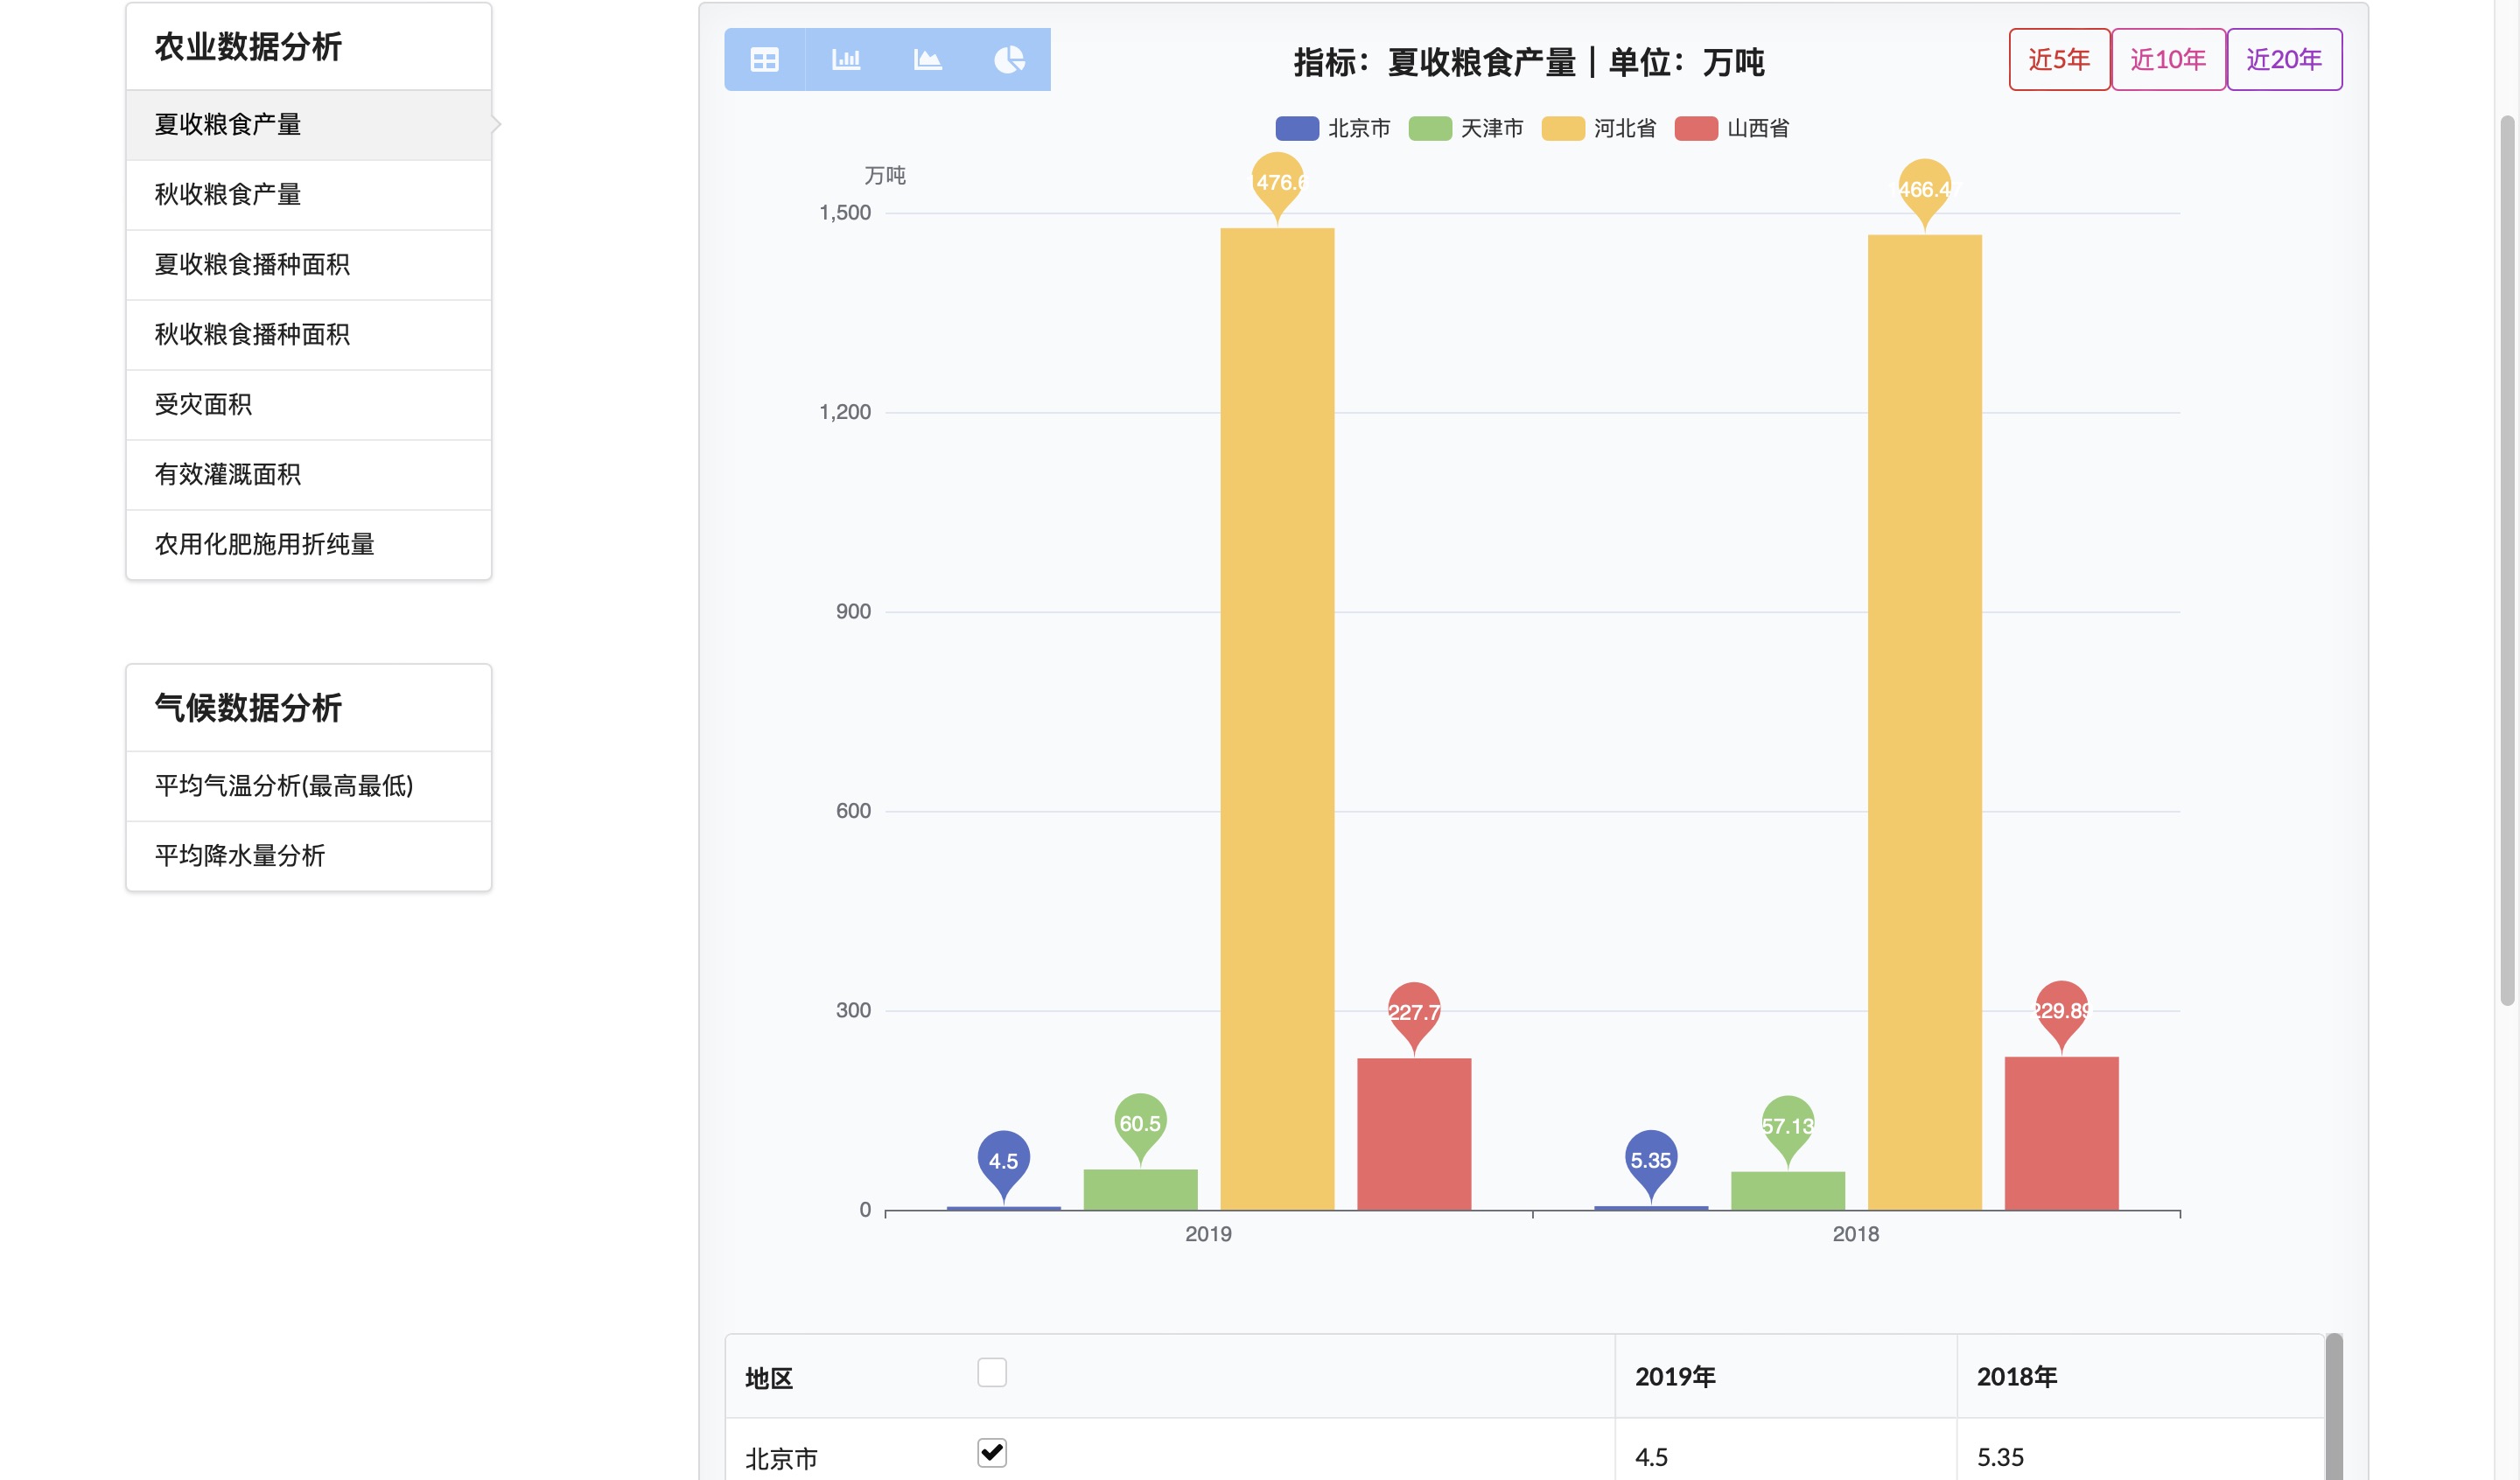 农业数据分析
夏收粮食产量
秋收粮食产量
夏收粮食播种面积
秋收粮食播种面积
受灾面积
有效灌溉面积
农用化肥施用折纯量
气候数据分析
平均气温分析(最高最低)
平均降水量分析
指标：夏收粮食产量 | 单位：万吨
近5年 近10年 近20年
北京市 天津市 河北省 山西省
万吨
1,500
1,200
900
600
300
0
476.6
466.4
227.7
229.89
60.5
57.13
4.5
5.35
2019 2018
地区 2019年 2018年
北京市 4.5 5.35